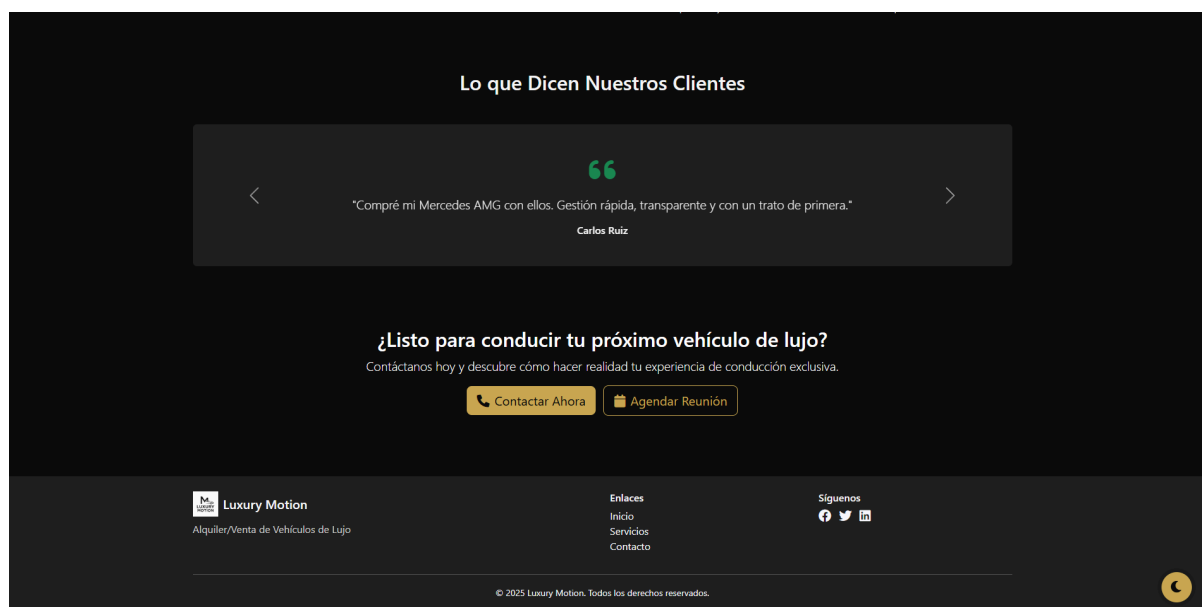 Lo que Dicen Nuestros Clientes
"Compré mi Mercedes AMG con ellos. Gestión rápida, transparente y con un trato de primera."
Carlos Ruiz
¿Listo para conducir tu próximo vehículo de lujo?
Contáctanos hoy y descubre cómo hacer realidad tu experiencia de conducción exclusiva.
Contactar Ahora
Agendar Reunión
M
LUXURY
MOTION
Luxury Motion
Alquiler/Venta de Vehículos de Lujo
Enlaces
Inicio
Servicios
Contacto
Síguenos
© 2025 Luxury Motion. Todos los derechos reservados.